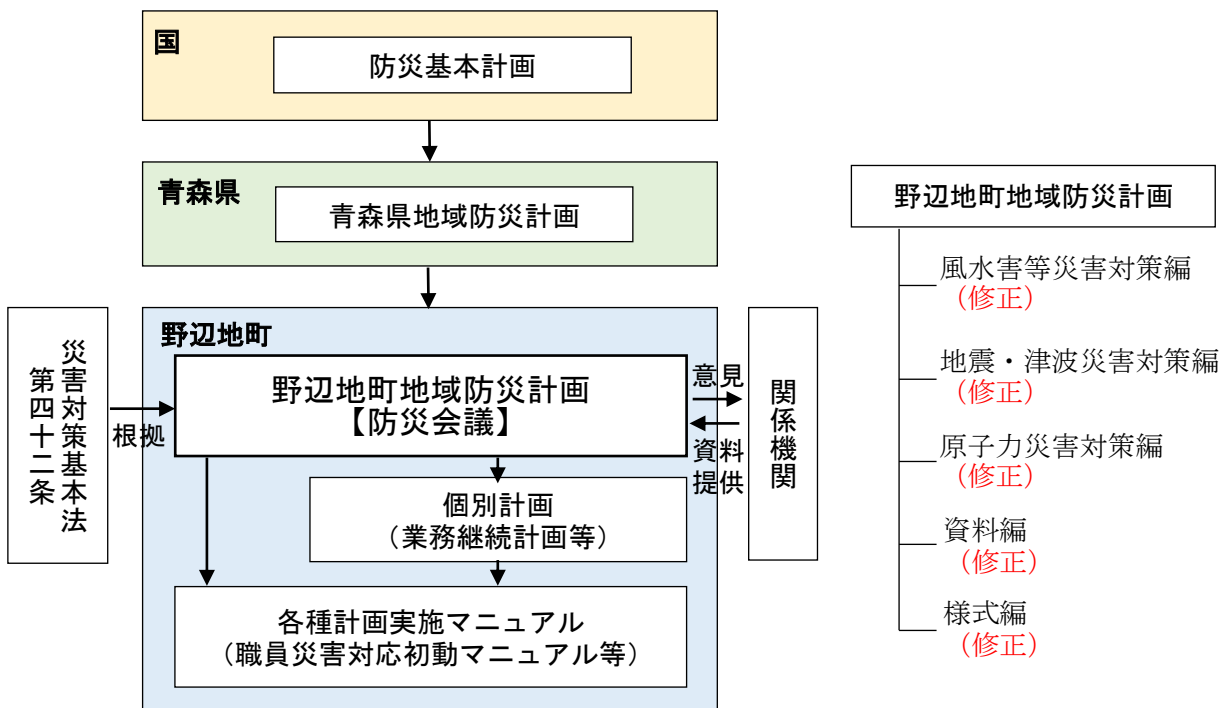 国
防災基本計画
青森県
青森県地域防災計画
災害対策基本法
第四十二条
根拠
野辺地町
野辺地町地域防災計画
【防災会議】
意見
資料
提供
関係機関
個別計画
（業務継続計画等）
各種計画実施マニュアル
（職員災害対応初動マニュアル等）
野辺地町地域防災計画
風水害等災害対策編
（修正）
地震・津波災害対策編
（修正）
原子力災害対策編
（修正）
資料編
（修正）
様式編
（修正）